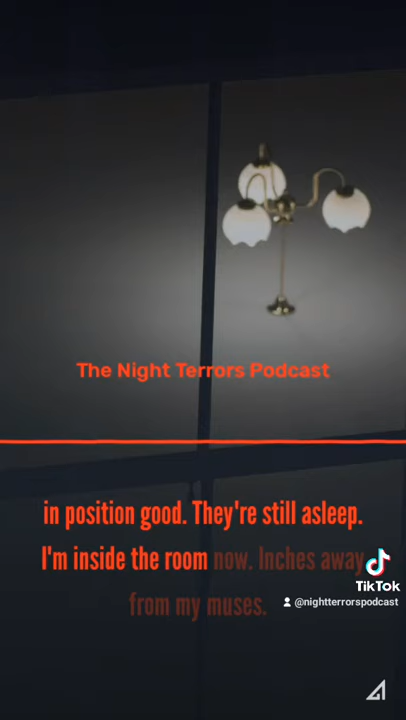 The Night Terrors Podcast
in position good. They're still asleep.
I'm inside the room now. Inches away
from my muses.
TikTok
@nightterrorspodcast